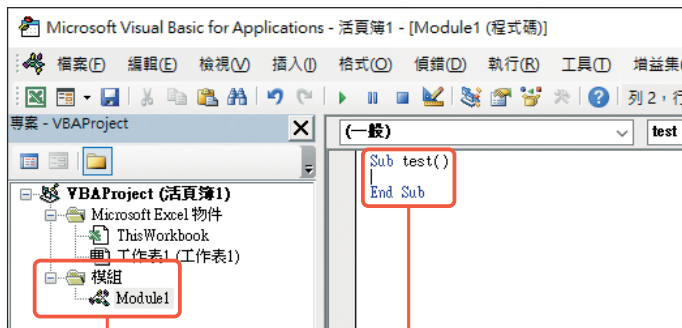 Microsoft Visual Basic for Applications - 活頁簿1 - [Module1 (程式碼)]
檔案(F) 編輯(E) 檢視(V) 插入(I) 格式(O) 偵錯(D) 執行(R) 工具(T) 增益集(
列 2，行
專案 - VBAProject
(一般)
test
Sub test()
End Sub
VBAProject (活頁簿1)
Microsoft Excel 物件
ThisWorkbook
工作表1 (工作表1)
模組
Module1